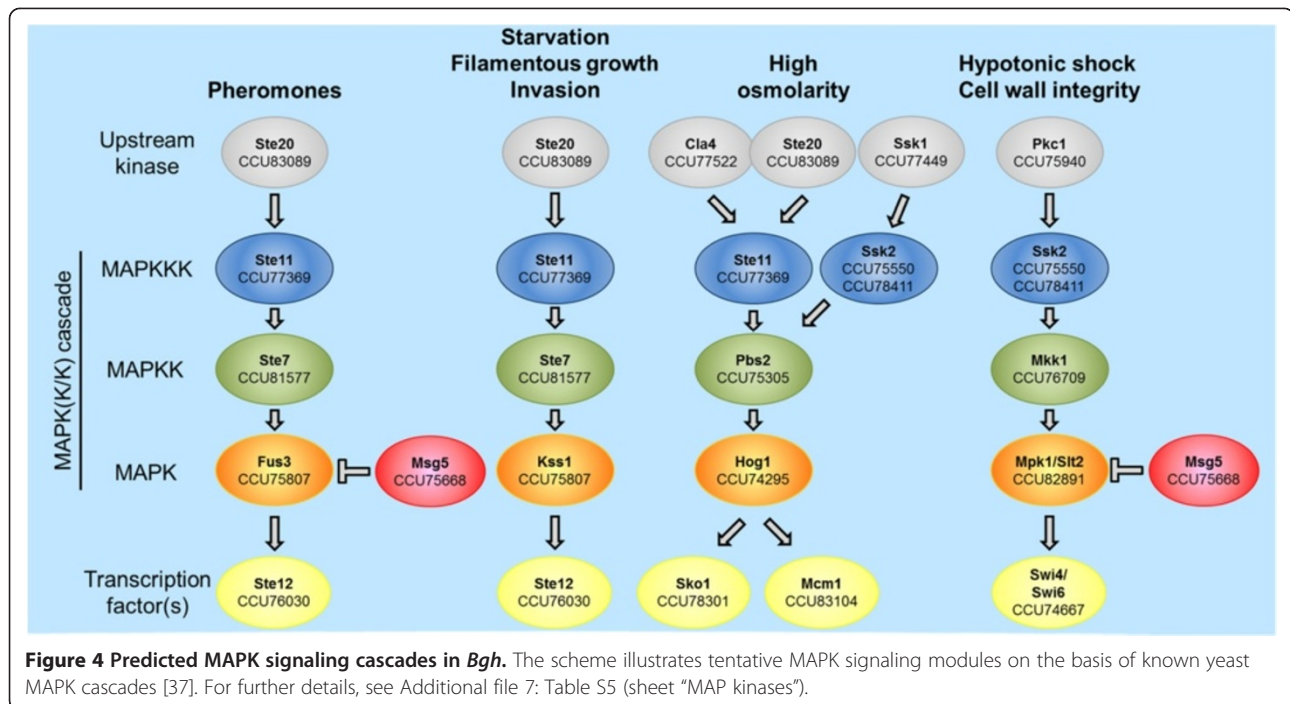 Pheromones
Starvation
Filamentous growth
Invasion
High
osmolarity
Hypotonic shock
Cell wall integrity
Upstream
kinase
Ste20
CCU83089
Ste20
CCU83089
Cla4
CCU77522
Ste20
CCU83089
Ssk1
CCU77449
Pkc1
CCU75940
MAPK(K/K) cascade
MAPKKK
Ste11
CCU77369
Ste11
CCU77369
Ste11
CCU77369
Ssk2
CCU75550
CCU78411
Ssk2
CCU75550
CCU78411
MAPKK
Ste7
CCU81577
Ste7
CCU81577
Pbs2
CCU75305
Mkk1
CCU76709
MAPK
Fus3
CCU75807
Msg5
CCU75668
Kss1
CCU75807
Hog1
CCU74295
Mpk1/Slt2
CCU82891
Msg5
CCU75668
Transcription
factor(s)
Ste12
CCU76030
Ste12
CCU76030
Sko1
CCU78301
Mcm1
CCU83104
Swi4/
Swi6
CCU74667
Figure 4 Predicted MAPK signaling cascades in Bgh. The scheme illustrates tentative MAPK signaling modules on the basis of known yeast
MAPK cascades [37]. For further details, see Additional file 7: Table S5 (sheet “MAP kinases”).